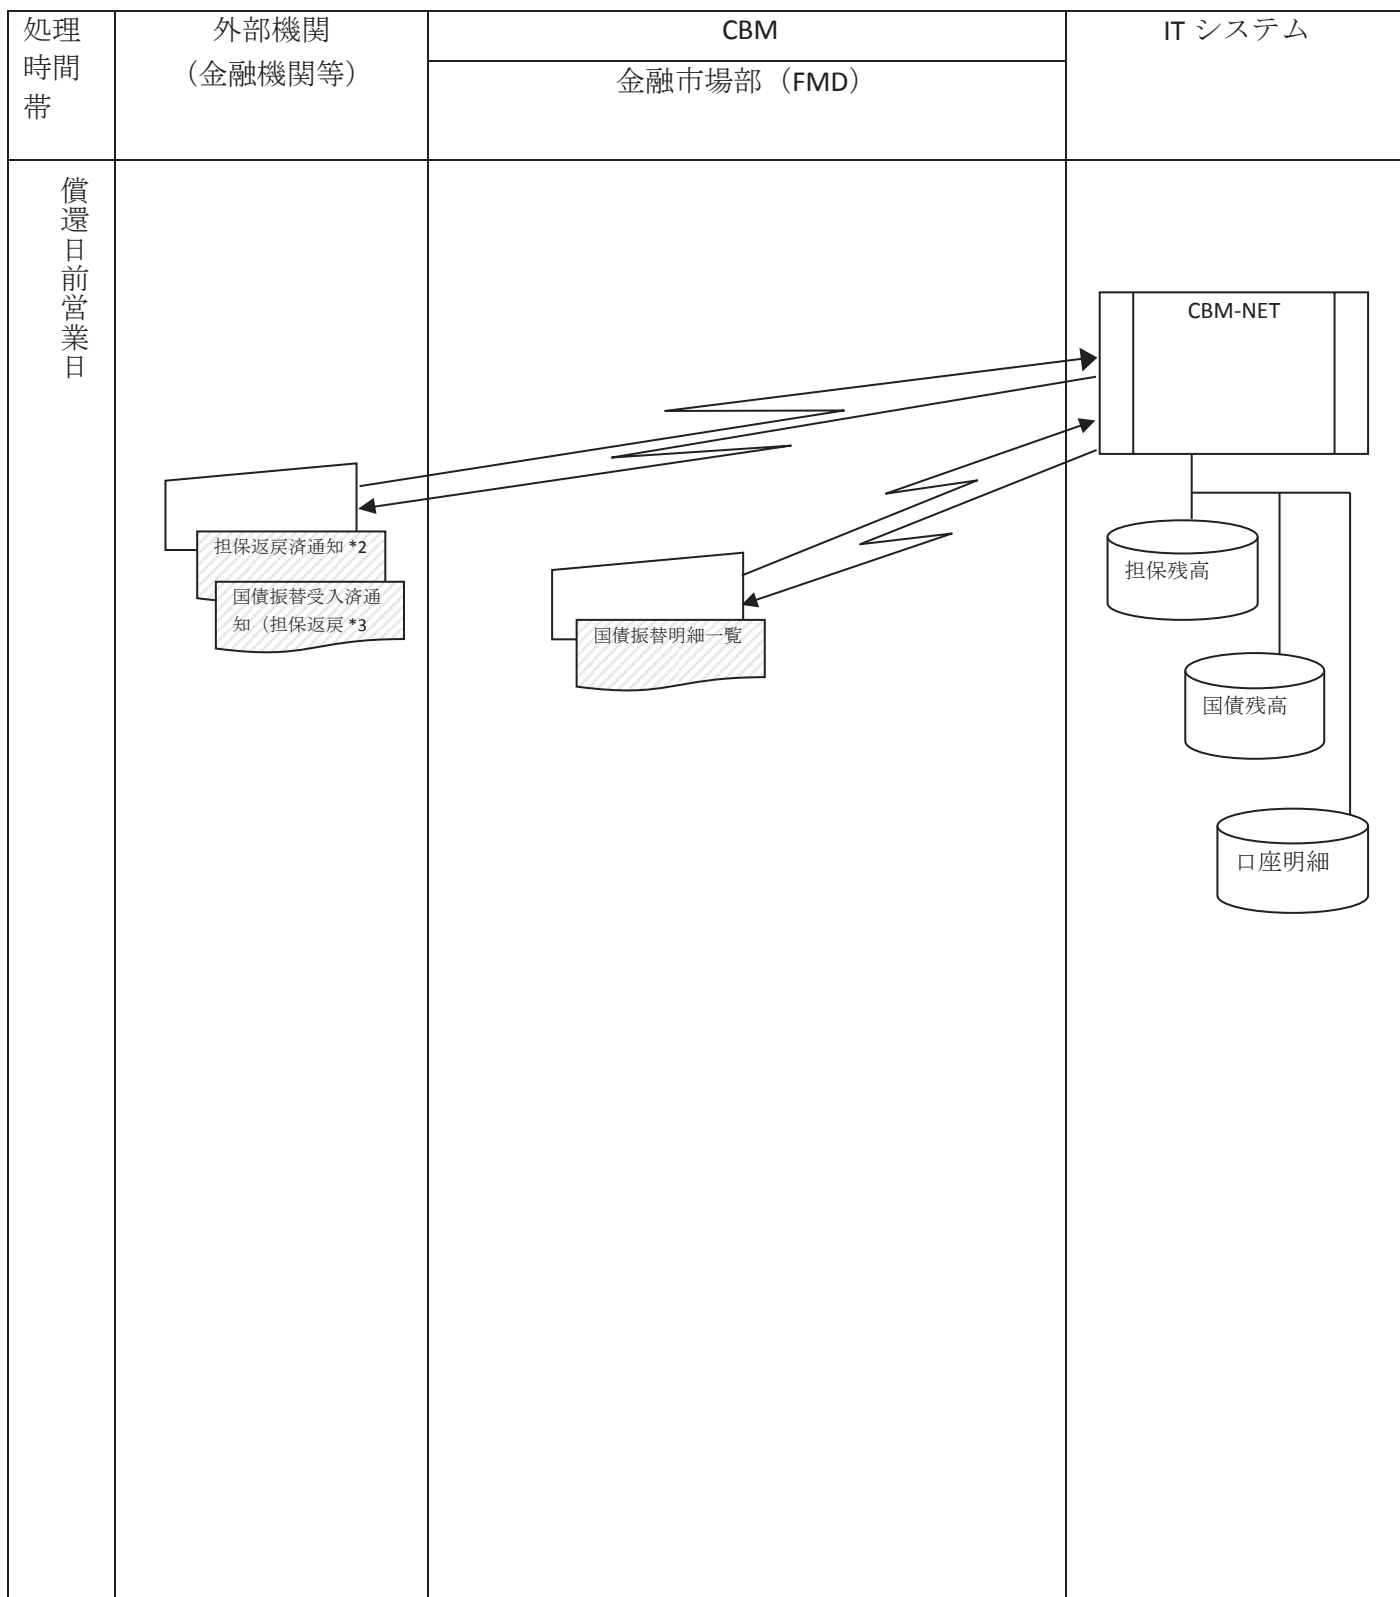 処理
時間
帯
外部機関
（金融機関等）
CBM
金融市場部（FMD）
IT システム
償還日前営業日
CBM-NET
担保返戻済通知 *2
国債振替受入済通
知（担保返戻 *3
国債振替明細一覧
担保残高
国債残高
口座明細